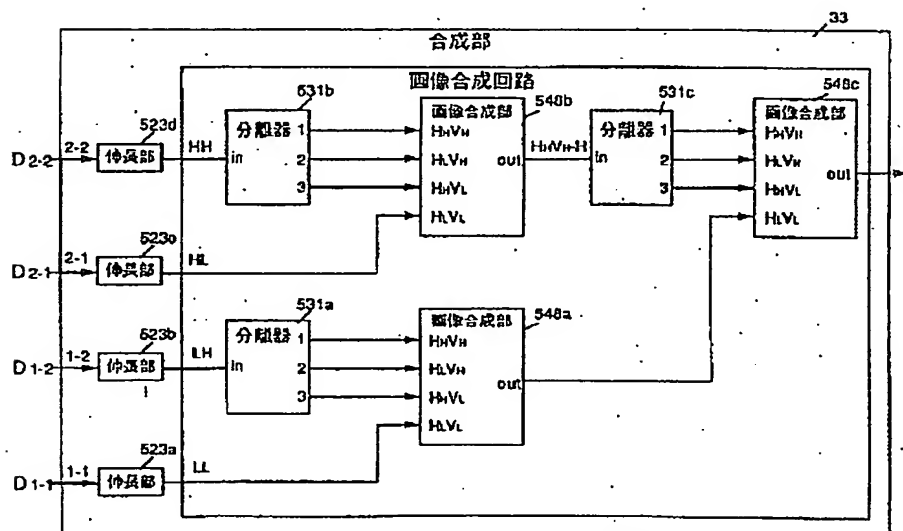 33
合成部
画像合成回路
531b
548b
531c
548c
523d
分離器
画像合成部
分離器
画像合成部
1
HHVH
1
HHVH
D2-2
2-2
伸長部
HH
in
2
HLVH
out
HHVH-H
in
2
HLVH
out
3
HHVL
3
HHVL
HLVL
HLVL
D2-1
2-1
伸長部
HL
531a
548a
523b
分離器
画像合成部
1
HHVH
D1-2
1-2
伸長部
LH
in
2
HLVH
out
3
HHVL
HLVL
523a
D1-1
1-1
伸長部
LL